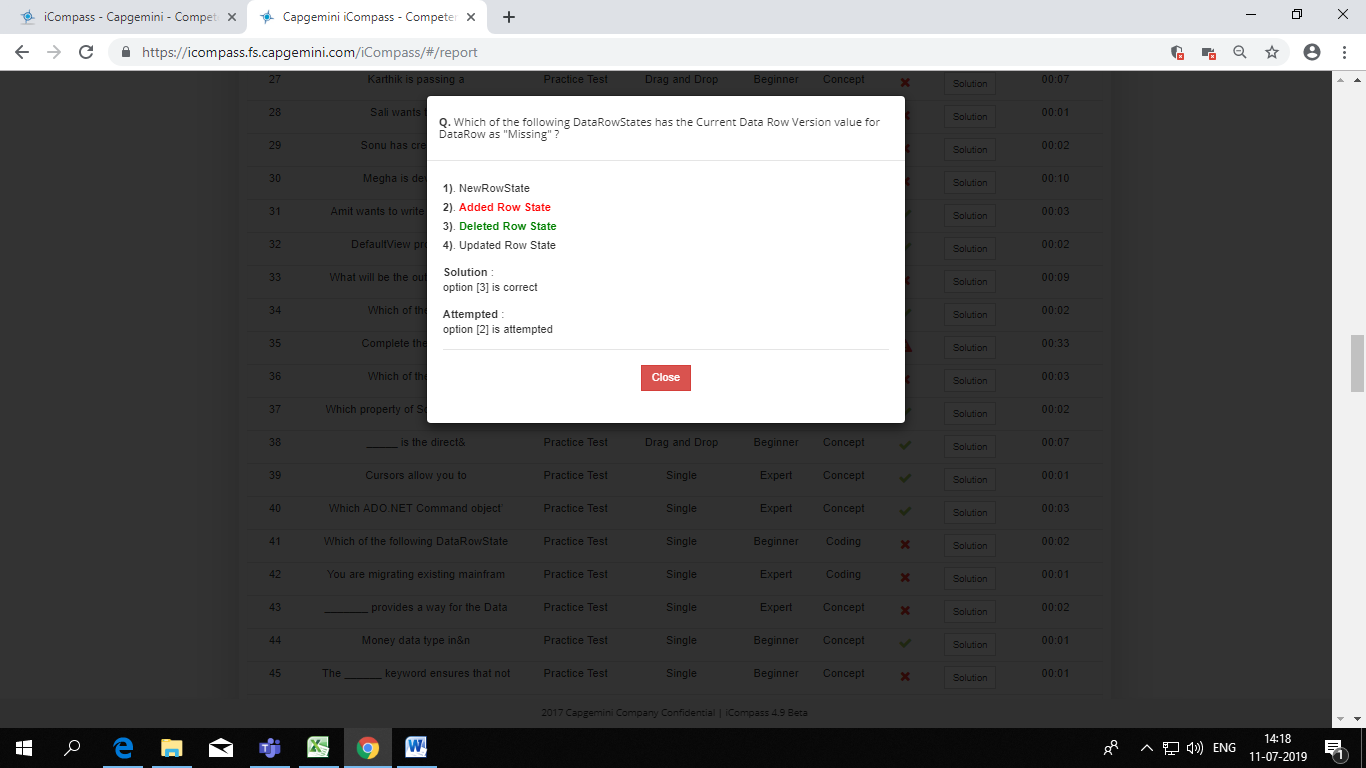 iCompass - Capgemini - Compet
Capgemini iCompass - Competen
https://icompass.fs.capgemini.com/iCompass/#/report
27 Karthik is passing a Practice Test Drag and Drop Beginner Concept Solution 00:07
28 Sali wants Solution 00:01
29 Sonu has cre Solution 00:02
30 Megha is de Solution 00:10
31 Amit wants to write Solution 00:03
32 DefaultView pro Solution 00:02
33 What will be the out Solution 00:09
34 Which of th Solution 00:02
35 Complete the Solution 00:33
36 Which of th Solution 00:03
37 Which property of S Solution 00:02
Q. Which of the following DataRowStates has the Current Data Row Version value for
DataRow as "Missing" ?
1). NewRowState
2). Added Row State
3). Deleted Row State
4). Updated Row State
Solution :
option [3] is correct
Attempted :
option [2] is attempted
Close
38 _____ is the direct& Practice Test Drag and Drop Beginner Concept Solution 00:07
39 Cursors allow you to Practice Test Single Expert Concept Solution 00:01
40 Which ADO.NET Command object' Practice Test Single Expert Concept Solution 00:03
41 Which of the following DataRowState Practice Test Single Beginner Coding Solution 00:02
42 You are migrating existing mainfram Practice Test Single Expert Coding Solution 00:01
43 _______ provides a way for the Data Practice Test Single Expert Concept Solution 00:02
44 Money data type in&n Practice Test Single Beginner Concept Solution 00:01
45 The ______ keyword ensures that not Practice Test Single Beginner Concept Solution 00:01
2017 Capgemini Company Confidential | iCompass 4.9 Beta
ENG
14:18
11-07-2019
1